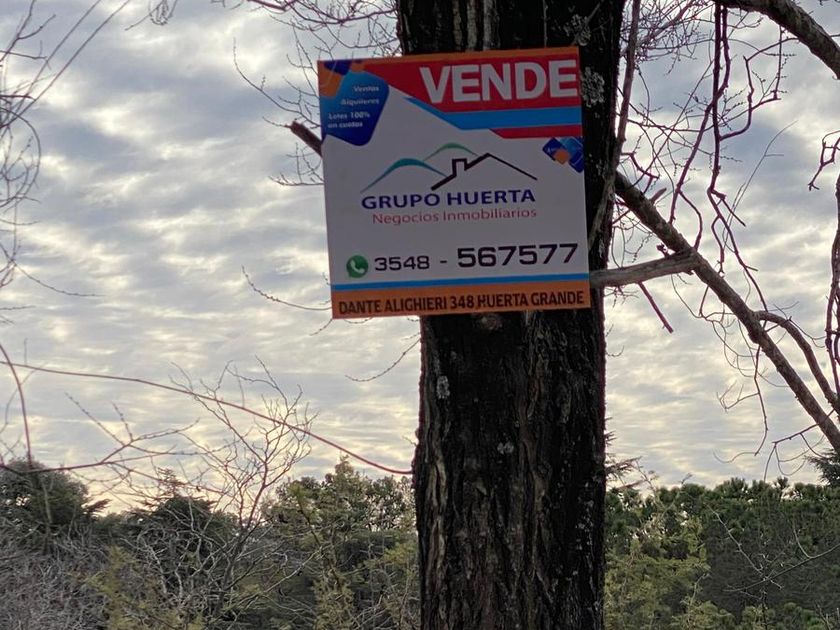 VENDE
Ventas
Alquileres
Lotes 100%
en cuotas
GRUPO HUERTA
Negocios Inmobiliarios
3548 - 567577
DANTE ALIGHIERI 348 HUERTA GRANDE